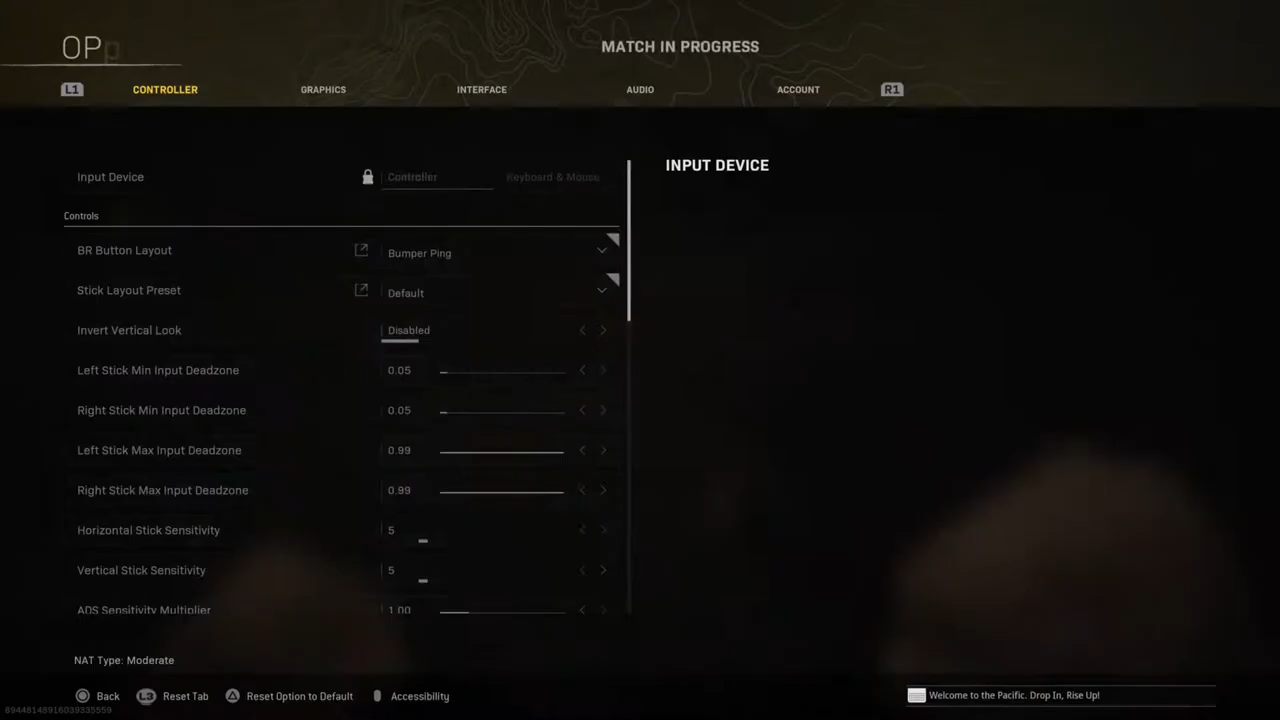 OPp
MATCH IN PROGRESS
L1 CONTROLLER GRAPHICS INTERFACE AUDIO ACCOUNT R1
Input Device Controller Keyboard & Mouse
INPUT DEVICE
Controls
BR Button Layout Bumper Ping
Stick Layout Preset Default
Invert Vertical Look Disabled
Left Stick Min Input Deadzone 0.05
Right Stick Min Input Deadzone 0.05
Left Stick Max Input Deadzone 0.99
Right Stick Max Input Deadzone 0.99
Horizontal Stick Sensitivity 5
Vertical Stick Sensitivity 5
ADS Sensitivity Multiplier 1.00
NAT Type: Moderate
Back L3 Reset Tab Reset Option to Default Accessibility
Welcome to the Pacific. Drop In, Rise Up!